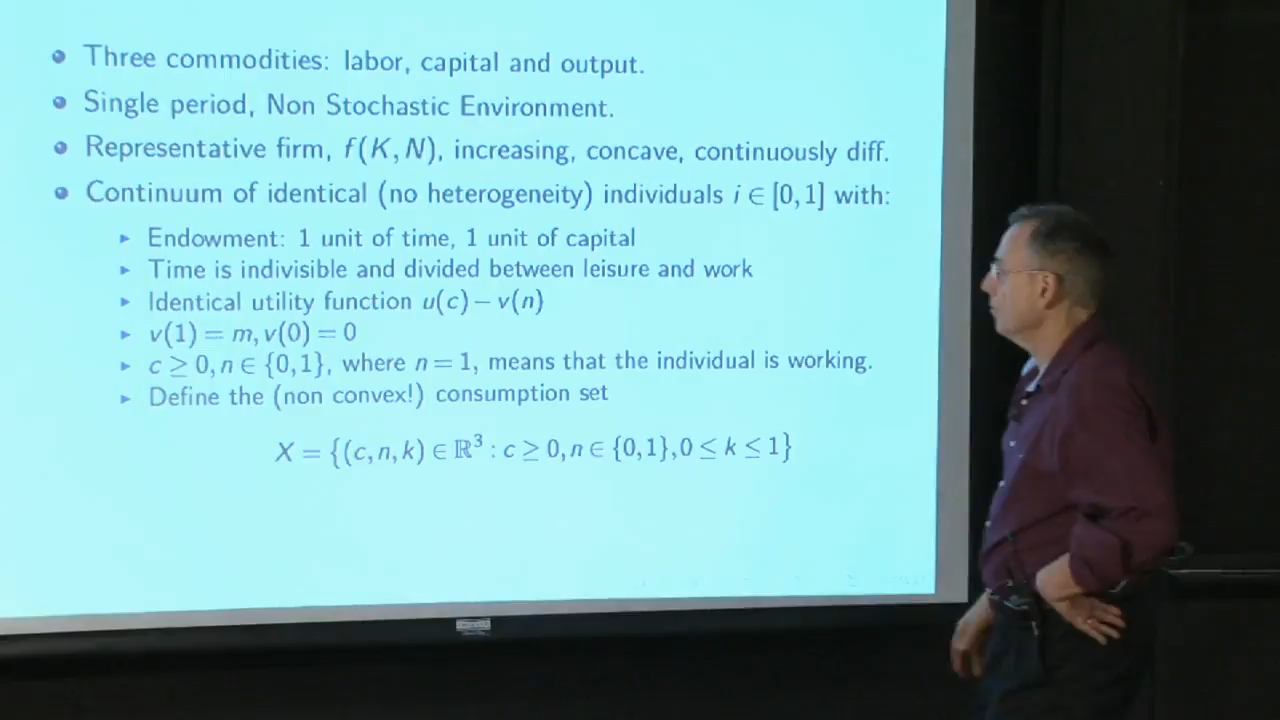 Three commodities: labor, capital and output.
Single period, Non Stochastic Environment.
Representative firm, f(K, N), increasing, concave, continuously diff.
Continuum of identical (no heterogeneity) individuals i ∈ [0, 1] with:
Endowment: 1 unit of time, 1 unit of capital
Time is indivisible and divided between leisure and work
Identical utility function u(c) − v(n)
v(1) = m, v(0) = 0
c ≥ 0, n ∈ {0, 1}, where n = 1, means that the individual is working.
Define the (non convex!) consumption set
X = {(c, n, k) ∈ ℝ³ : c ≥ 0, n ∈ {0, 1}, 0 ≤ k ≤ 1}